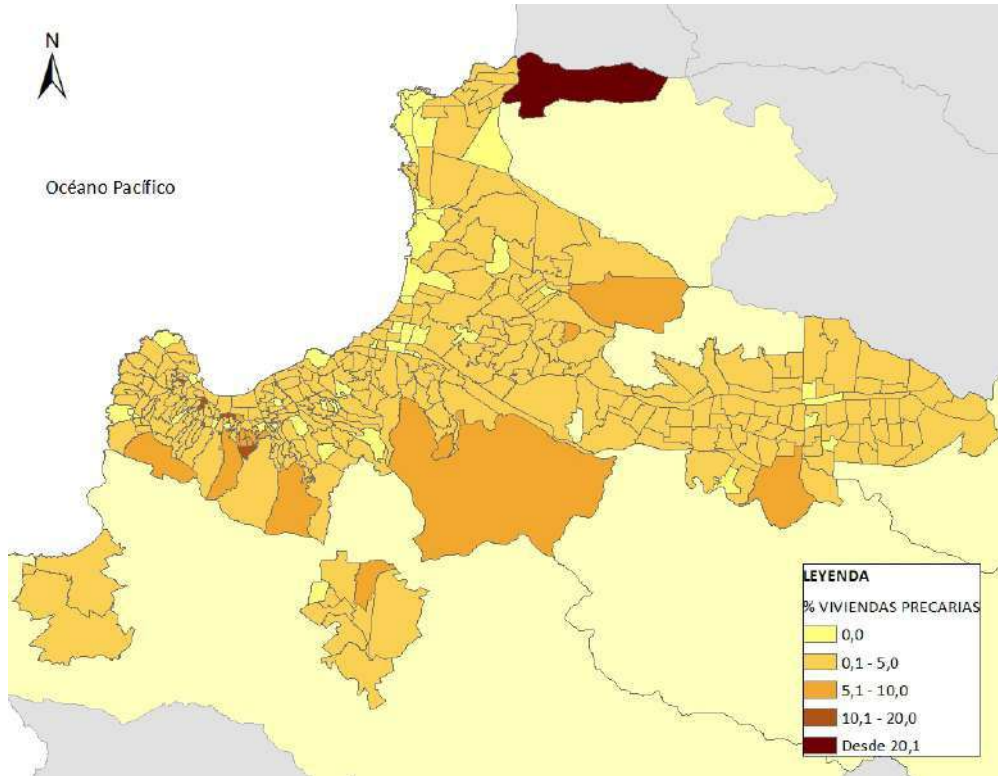 N
Océano Pacífico
LEYENDA
% VIVIENDAS PRECARIAS
0,0
0,1 - 5,0
5,1 - 10,0
10,1 - 20,0
Desde 20,1